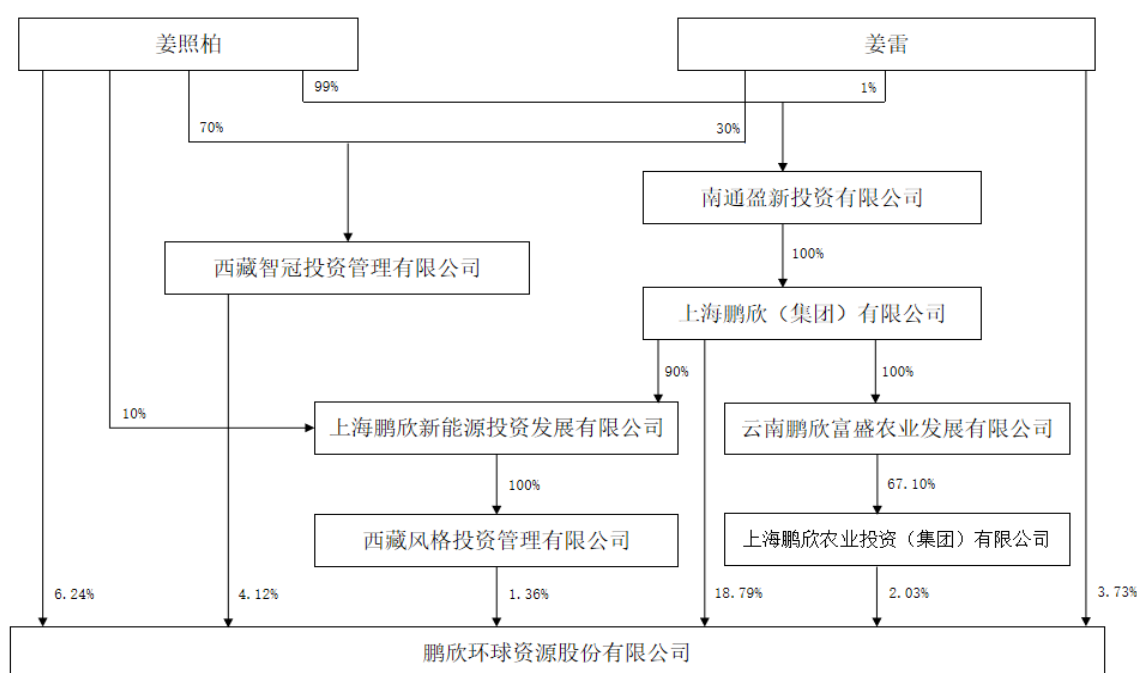 姜照柏
姜雷
99%
1%
70%
30%
南通盈新投资有限公司
100%
西藏智冠投资管理有限公司
上海鹏欣（集团）有限公司
90%
100%
10%
上海鹏欣新能源投资发展有限公司
云南鹏欣富盛农业发展有限公司
100%
67.10%
西藏风格投资管理有限公司
上海鹏欣农业投资（集团）有限公司
6.24%
4.12%
1.36%
18.79%
2.03%
3.73%
鹏欣环球资源股份有限公司